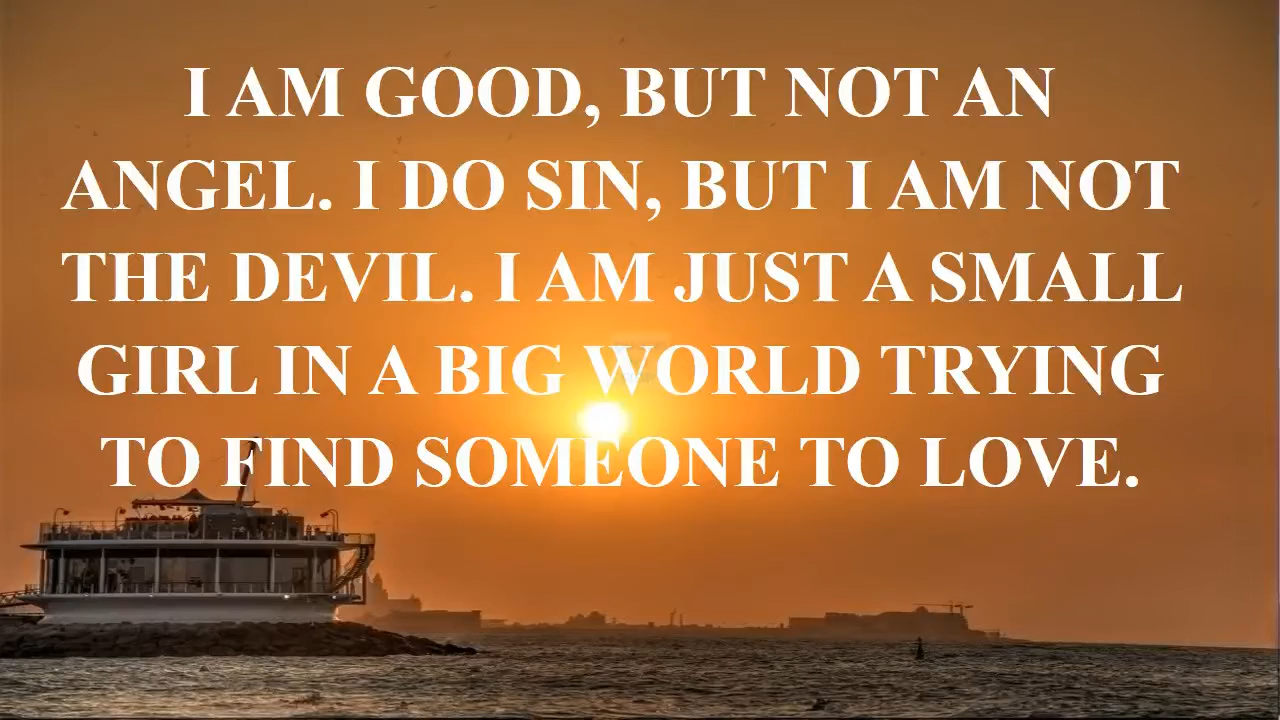 I AM GOOD, BUT NOT AN
ANGEL. I DO SIN, BUT I AM NOT
THE DEVIL. I AM JUST A SMALL
GIRL IN A BIG WORLD TRYING
TO FIND SOMEONE TO LOVE.